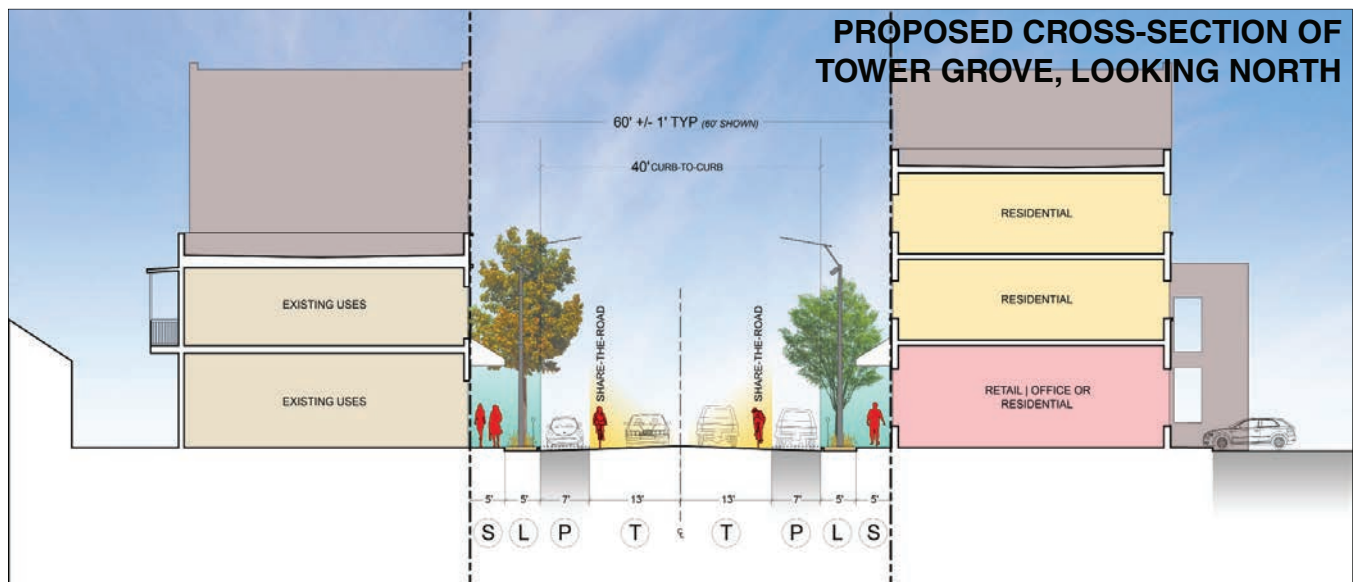 PROPOSED CROSS-SECTION OF
TOWER GROVE, LOOKING NORTH
60' +/- 1' TYP (60' SHOWN)
40' CURB-TO-CURB
RESIDENTIAL
RESIDENTIAL
EXISTING USES
SHARE-THE-ROAD
SHARE-THE-ROAD
EXISTING USES
RETAIL | OFFICE OR
RESIDENTIAL
5' 5' 7' 13' 13' 7' 5' 5'
S L P T ℄ T P L S